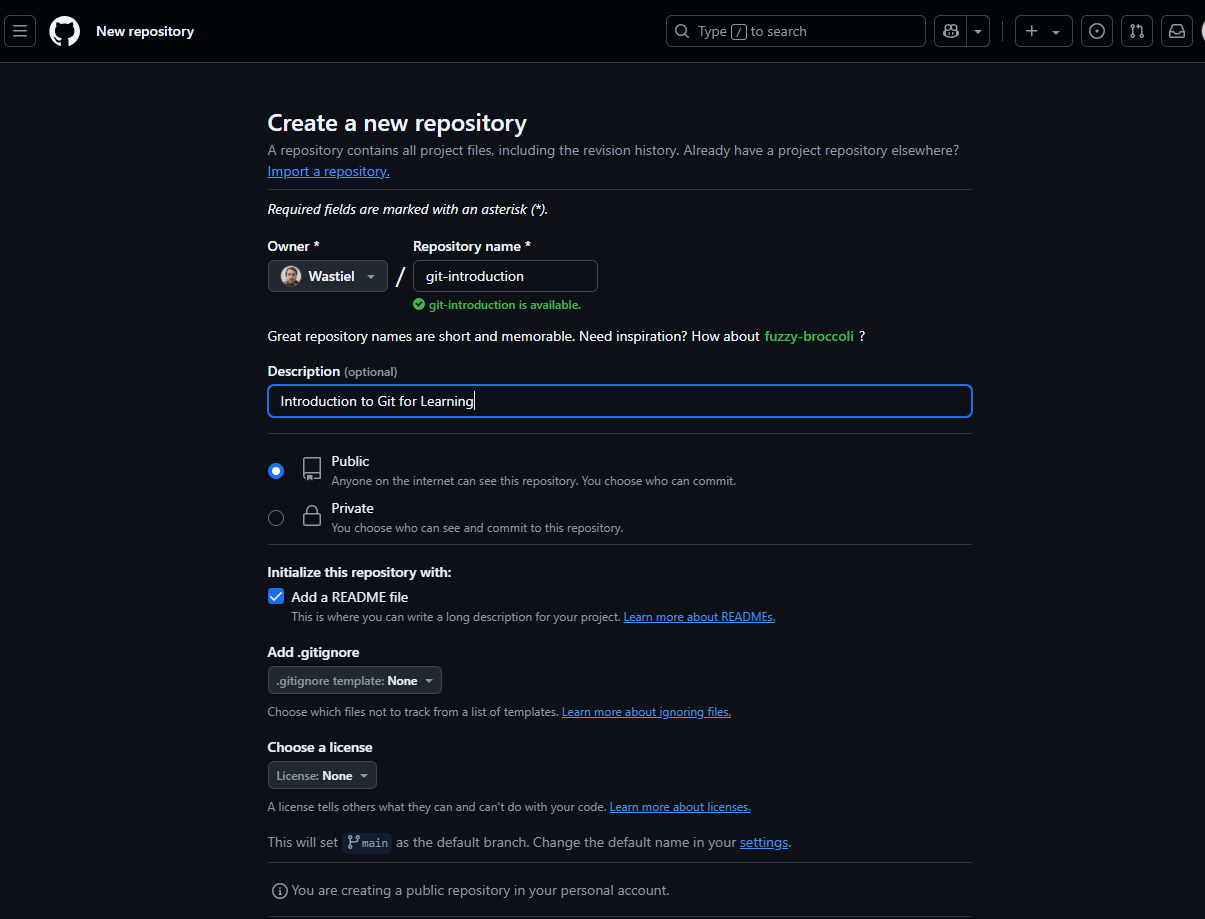 New repository
Type / to search
Create a new repository
A repository contains all project files, including the revision history. Already have a project repository elsewhere?
Import a repository.
Required fields are marked with an asterisk (*).
Owner * Repository name *
Wastiel / git-introduction
git-introduction is available.
Great repository names are short and memorable. Need inspiration? How about fuzzy-broccoli ?
Description (optional)
Introduction to Git for Learning
Public
Anyone on the internet can see this repository. You choose who can commit.
Private
You choose who can see and commit to this repository.
Initialize this repository with:
Add a README file
This is where you can write a long description for your project. Learn more about READMEs.
Add .gitignore
.gitignore template: None
Choose which files not to track from a list of templates. Learn more about ignoring files.
Choose a license
License: None
A license tells others what they can and can't do with your code. Learn more about licenses.
This will set main as the default branch. Change the default name in your settings.
You are creating a public repository in your personal account.